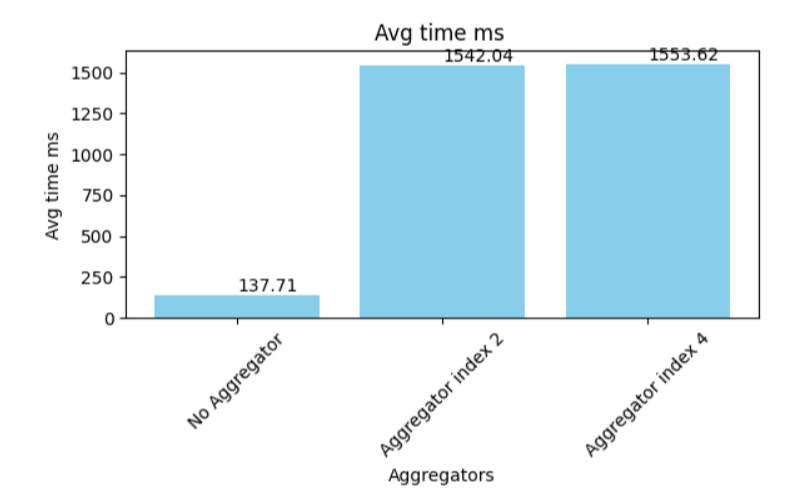 Avg time ms
1542.04
1553.62
137.71
Avg time ms
1500
1250
1000
750
500
250
0
No Aggregator
Aggregator index 2
Aggregator index 4
Aggregators